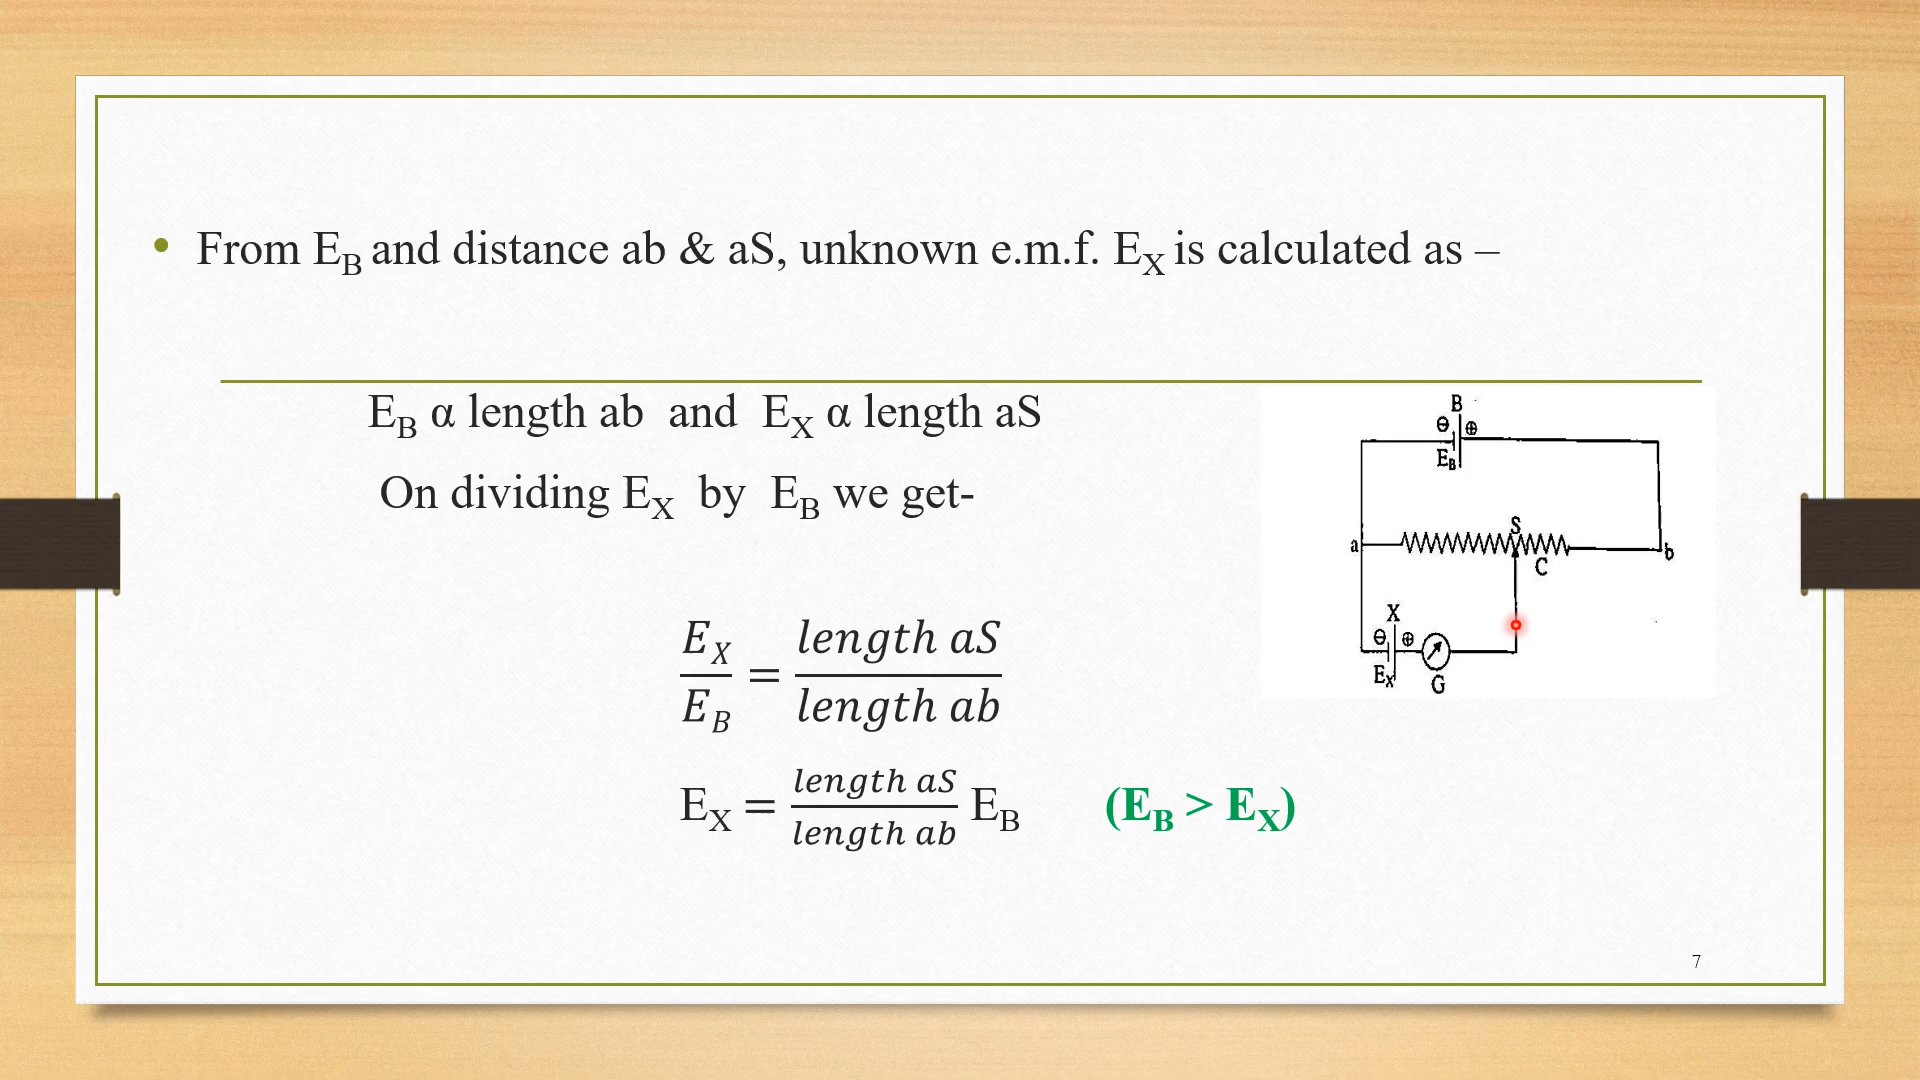 • From E_B and distance ab & aS, unknown e.m.f. E_X is calculated as –
E_B α length ab and E_X α length aS
On dividing E_X by E_B we get-
E_X / E_B = length aS / length ab
E_X = length aS / length ab E_B (E_B > E_X)
B
⊖ ⊕
E_B
S
a b
C
X
⊖ ⊕
E_X G
7